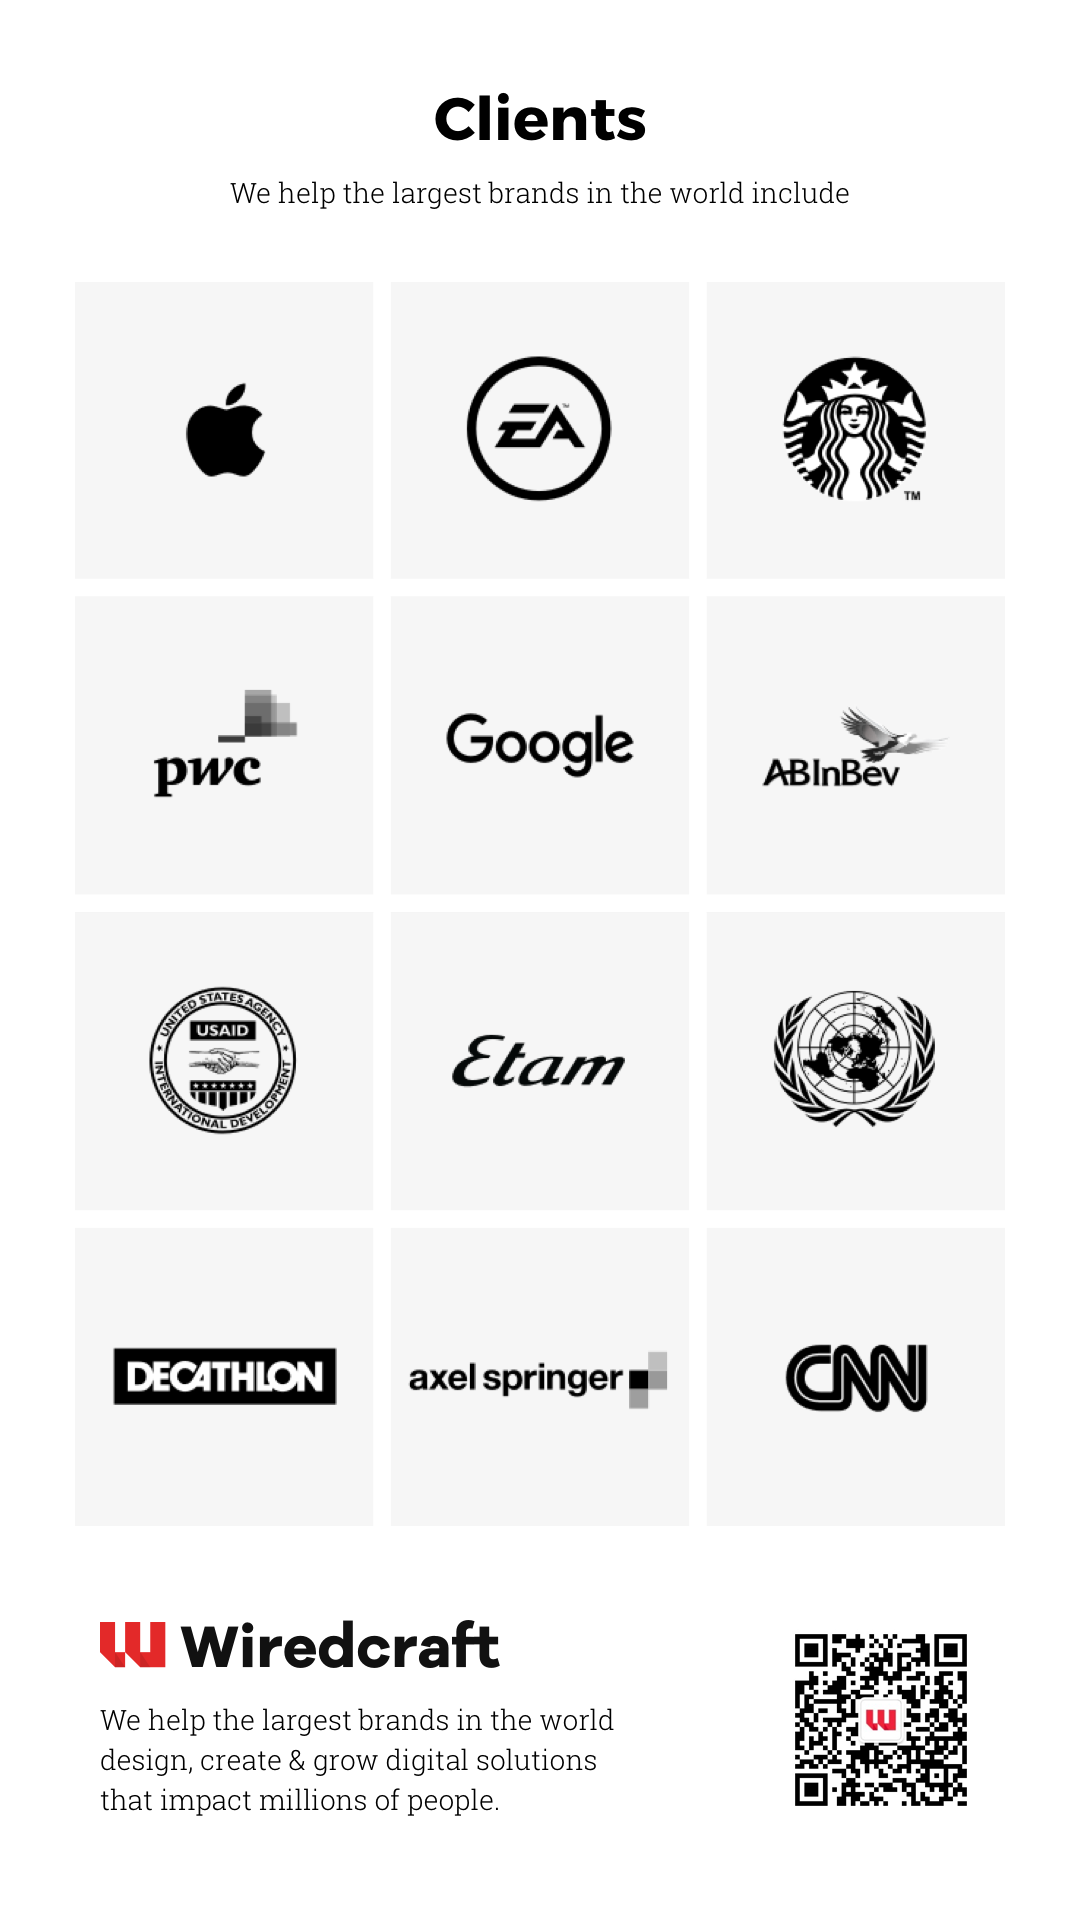 Clients
We help the largest brands in the world include
EA™
TM
pwc
Google
ABInBev
UNITED STATES AGENCY
USAID
INTERNATIONAL DEVELOPMENT
Etam
DECATHLON
axel springer
CNN
Wiredcraft
We help the largest brands in the world
design, create & grow digital solutions
that impact millions of people.